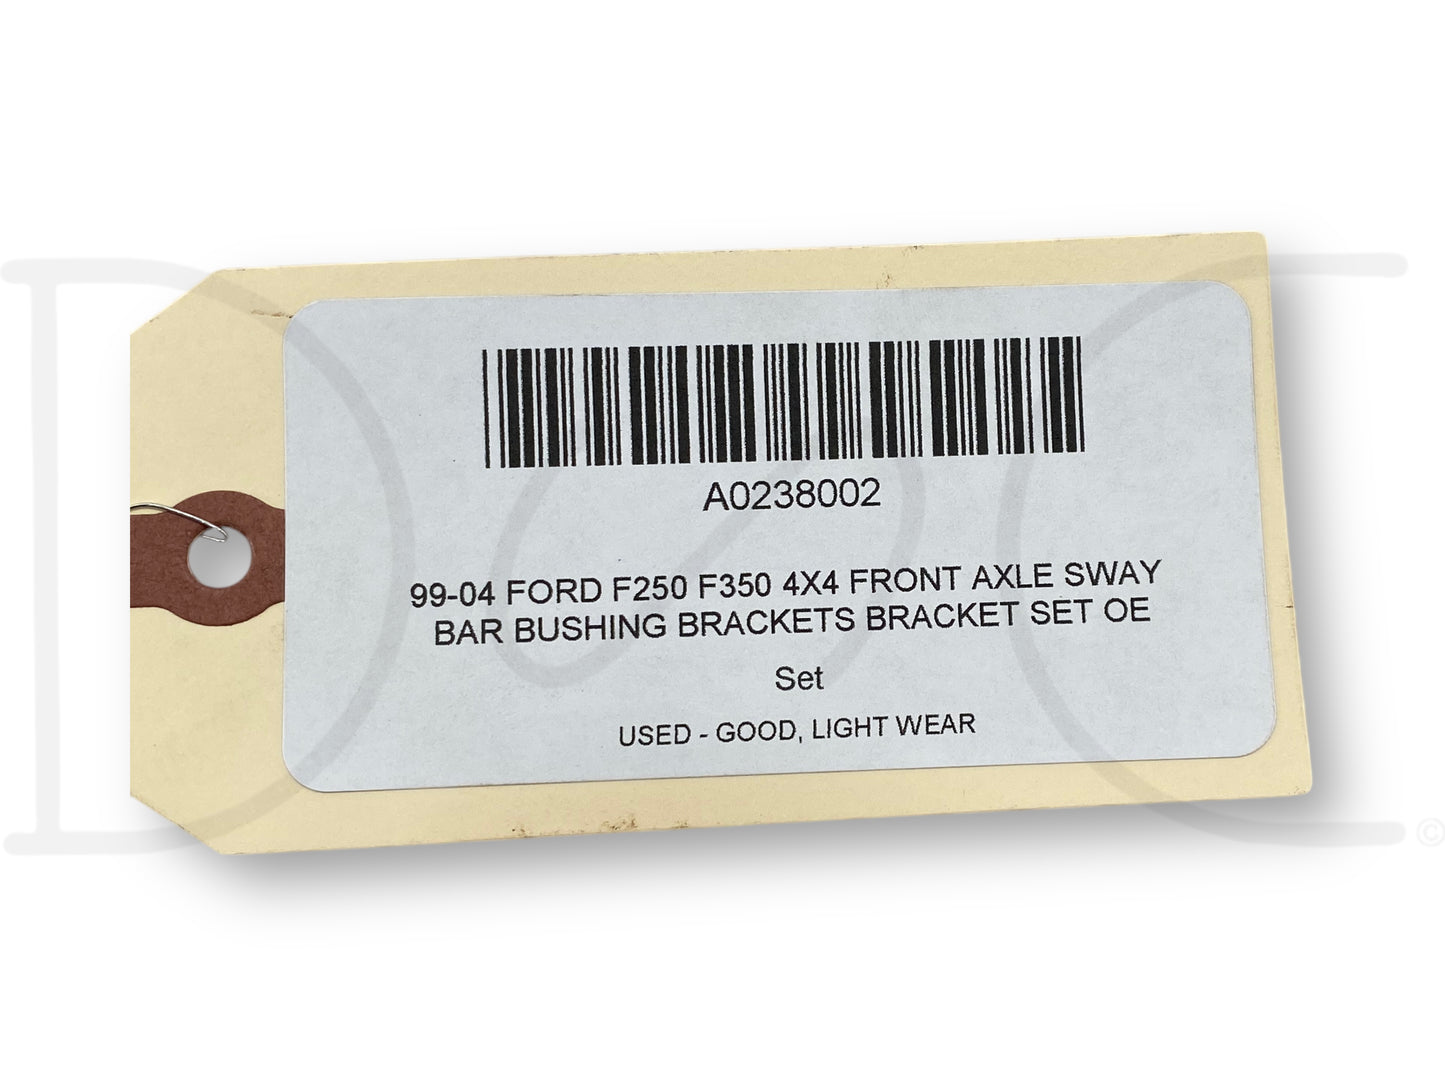 A0238002
99-04 FORD F250 F350 4X4 FRONT AXLE SWAY
BAR BUSHING BRACKETS BRACKET SET OE
Set
USED - GOOD, LIGHT WEAR
©